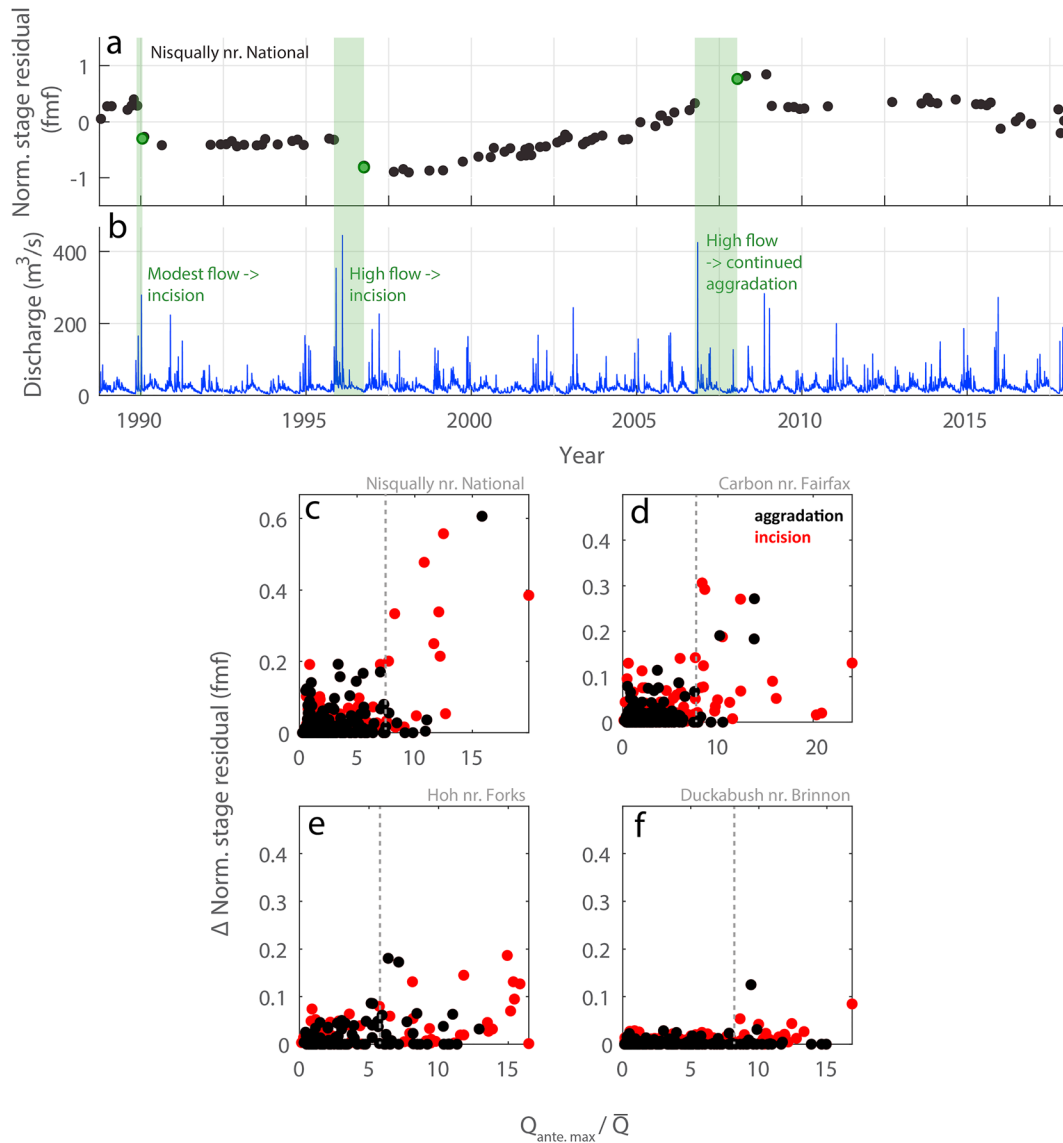 a
Nisqually nr. National
Norm. stage residual
(fmf)
1
0
-1
b
Discharge (m³/s)
400
200
0
Modest flow ->
incision
High flow ->
incision
High flow
-> continued
aggradation
1990
1995
2000
2005
2010
2015
Year
Δ Norm. stage residual (fmf)
Nisqually nr. National
c
0.6
0.4
0.2
0
0
5
10
15
Carbon nr. Fairfax
d
aggradation
incision
0.4
0.3
0.2
0.1
0
0
10
20
Hoh nr. Forks
e
0.4
0.3
0.2
0.1
0
0
5
10
15
Duckabush nr. Brinnon
f
0.4
0.3
0.2
0.1
0
0
5
10
15
Qante. max / Q̅